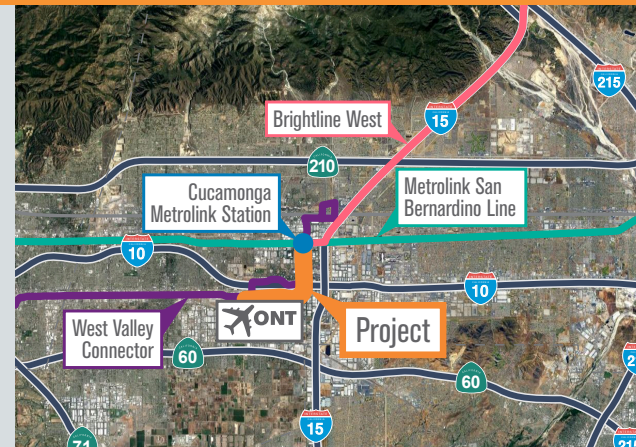 215
15
Brightline West
210
Cucamonga
Metrolink Station
Metrolink San
Bernardino Line
10
10
ONT
Project
West Valley
Connector
60
60
15
71